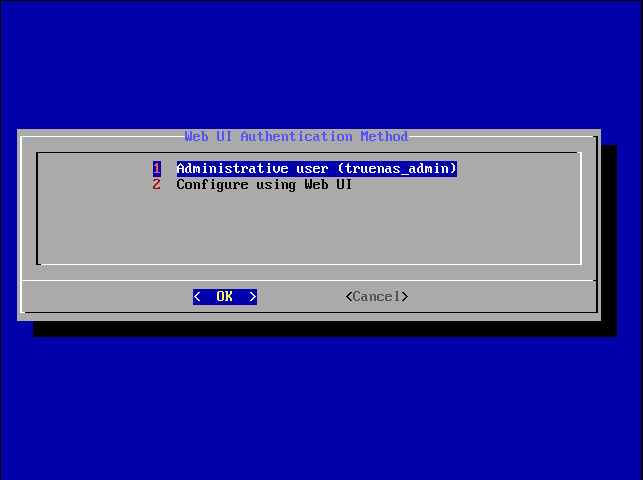 Web UI Authentication Method
1 Administrative user (truenas_admin)
2 Configure using Web UI
< OK > <Cancel>